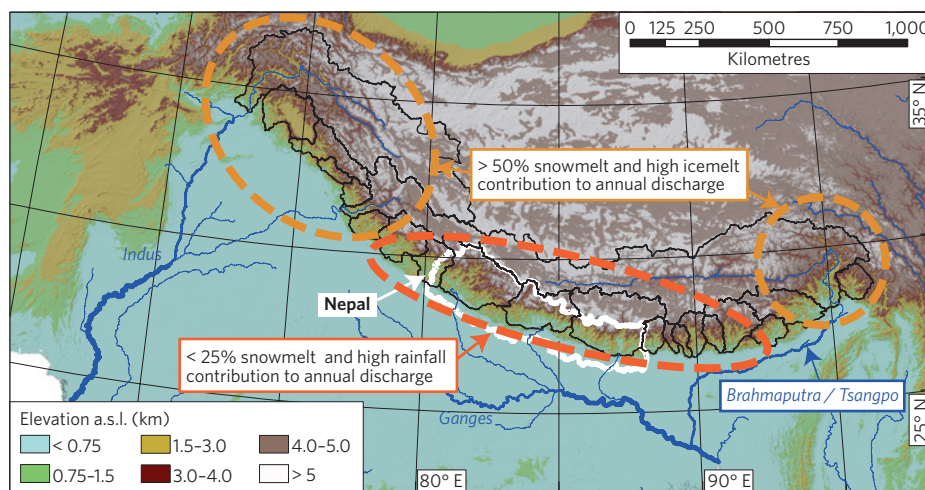 0 125 250 500 750 1,000
Kilometres
35° N
> 50% snowmelt and high icemelt
contribution to annual discharge
Indus
Nepal
< 25% snowmelt and high rainfall
contribution to annual discharge
Brahmaputra / Tsangpo
Ganges
25° N
Elevation a.s.l. (km)
< 0.75 1.5–3.0 4.0–5.0
0.75–1.5 3.0–4.0 > 5
80° E
90° E